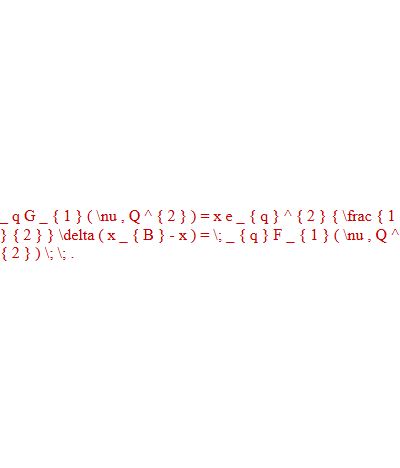 _ q G _ { 1 } ( \nu , Q ^ { 2 } ) = x e _ { q } ^ { 2 } { \frac { 1
} { 2 } } \delta ( x _ { B } - x ) = \; _ { q } F _ { 1 } ( \nu , Q ^
{ 2 } ) \; \; .